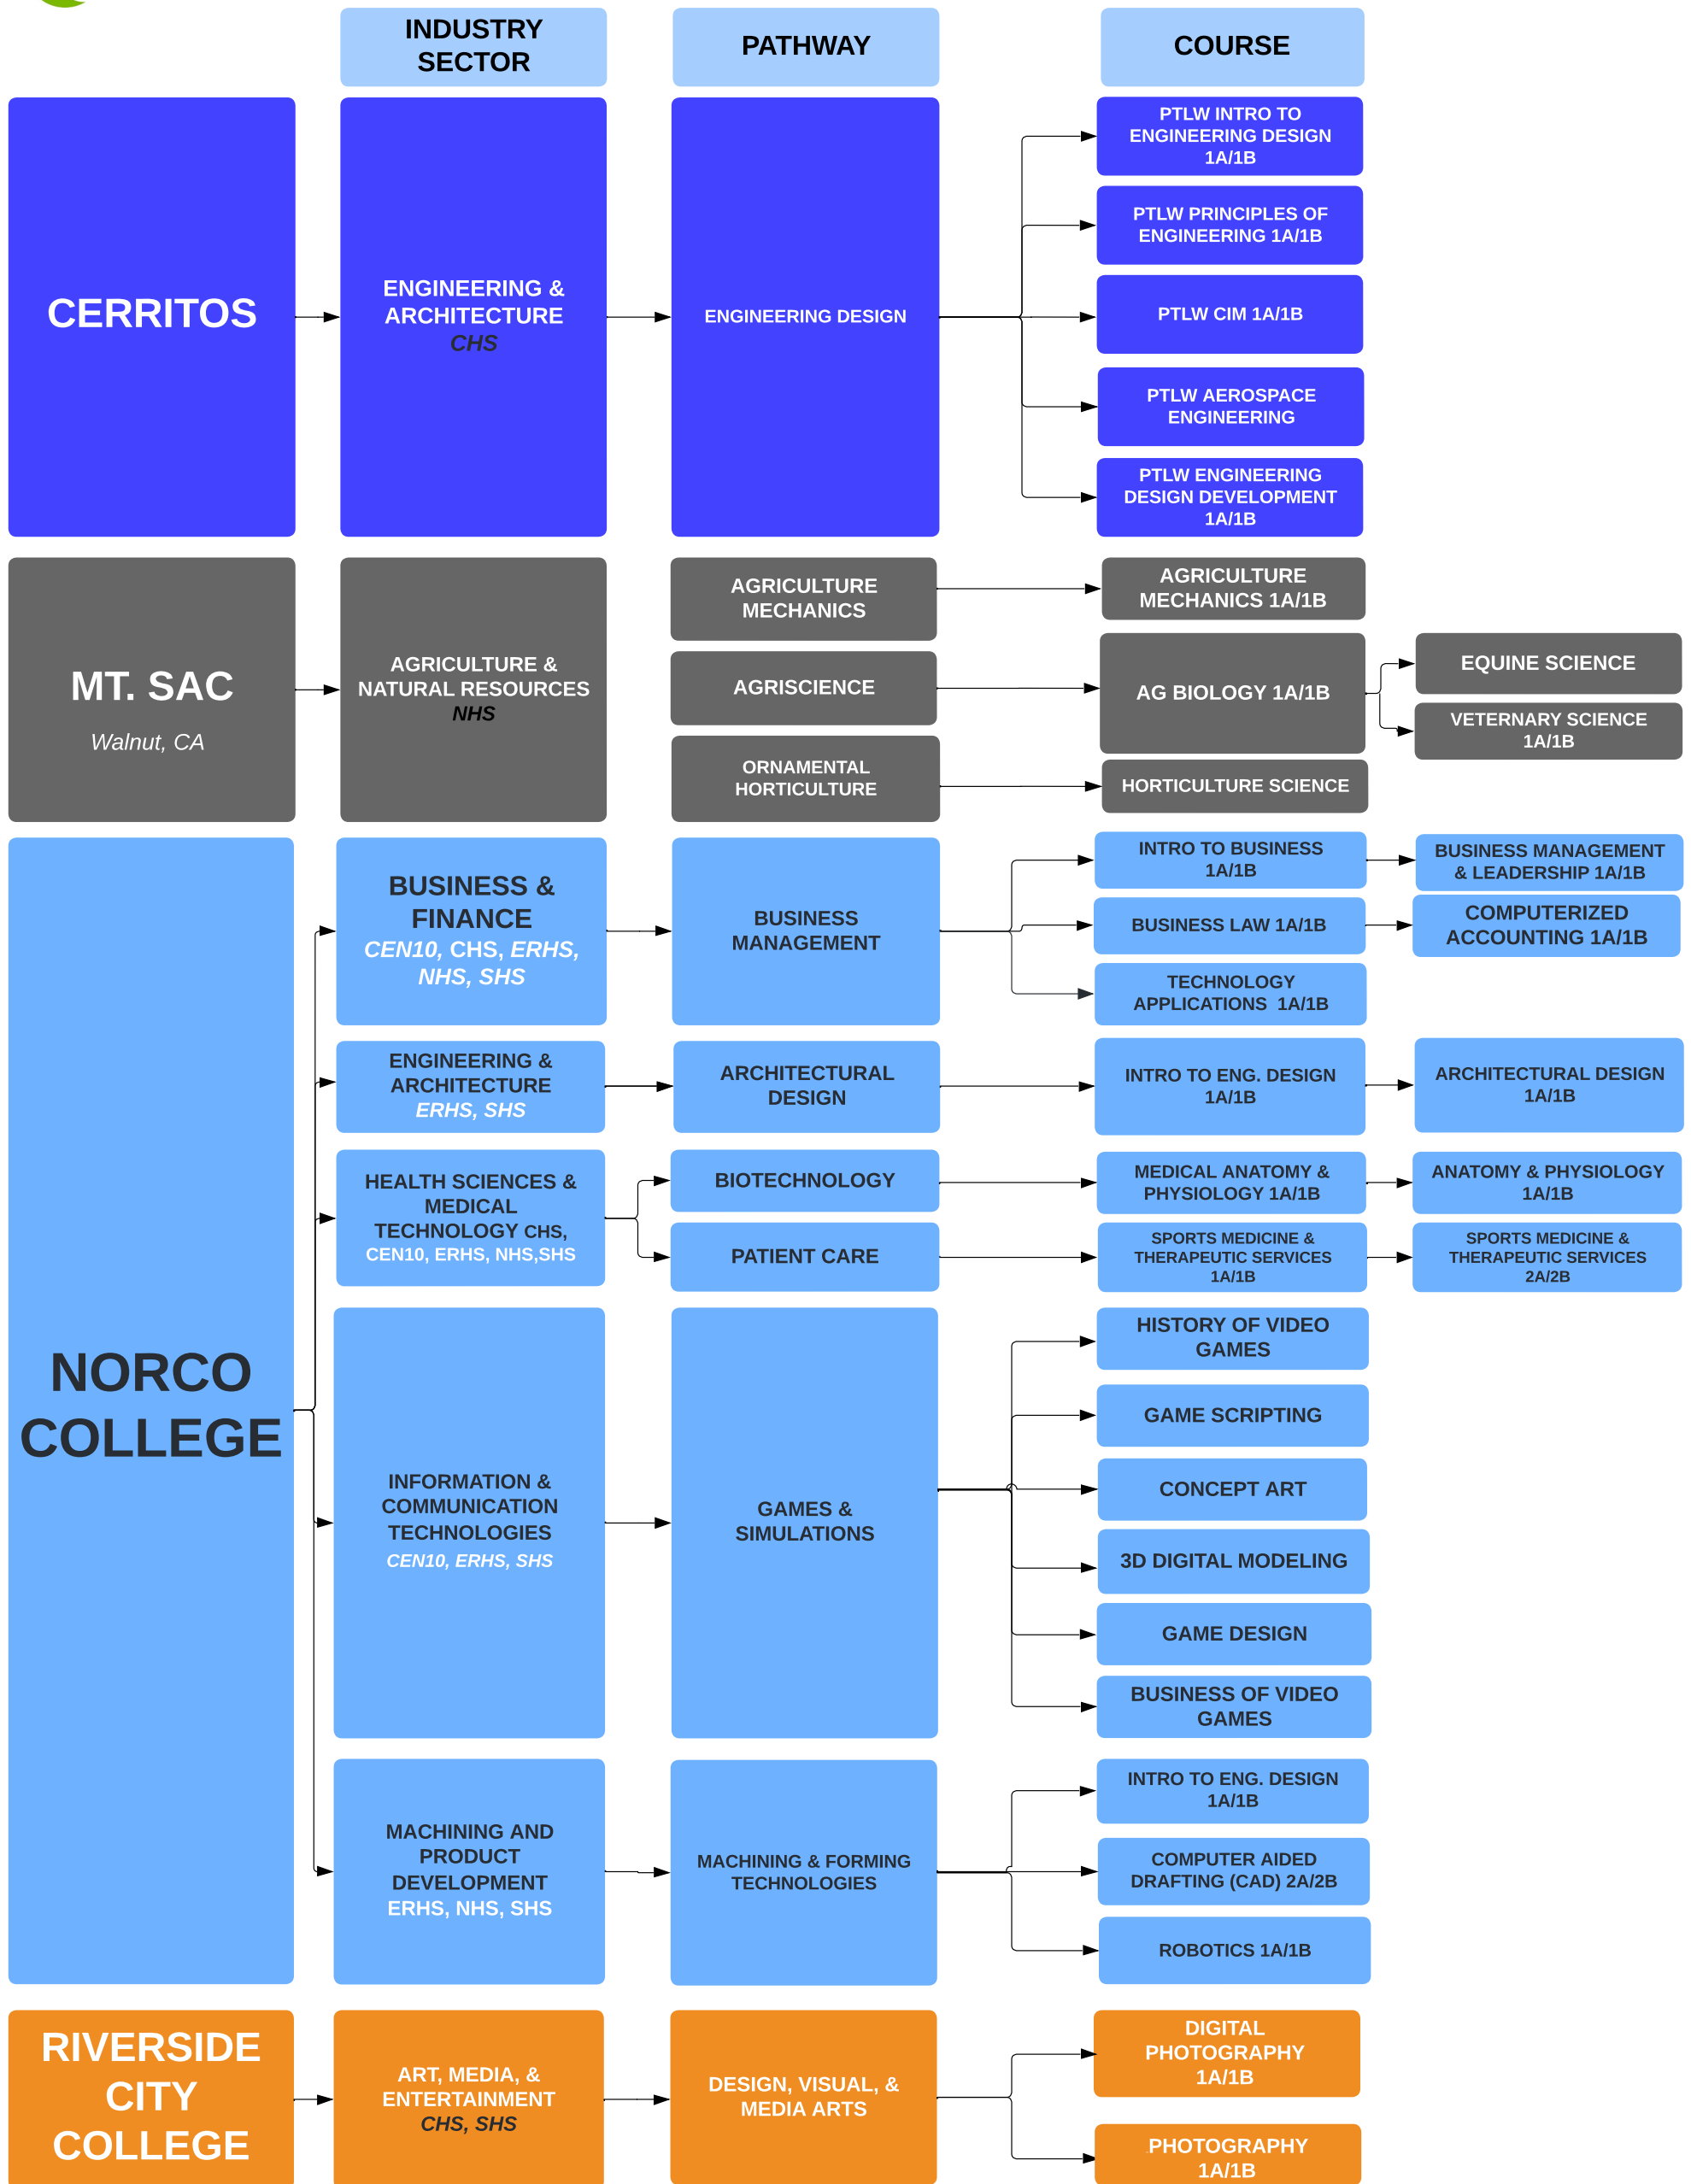 INDUSTRY
SECTOR
PATHWAY
COURSE
CERRITOS
ENGINEERING &
ARCHITECTURE
CHS
ENGINEERING DESIGN
PTLW INTRO TO
ENGINEERING DESIGN
1A/1B
PTLW PRINCIPLES OF
ENGINEERING 1A/1B
PTLW CIM 1A/1B
PTLW AEROSPACE
ENGINEERING
PTLW ENGINEERING
DESIGN DEVELOPMENT
1A/1B
MT. SAC
Walnut, CA
AGRICULTURE &
NATURAL RESOURCES
NHS
AGRICULTURE
MECHANICS
AGRICULTURE
MECHANICS 1A/1B
AGRISCIENCE
AG BIOLOGY 1A/1B
EQUINE SCIENCE
VETERNARY SCIENCE
1A/1B
ORNAMENTAL
HORTICULTURE
HORTICULTURE SCIENCE
NORCO
COLLEGE
BUSINESS &
FINANCE
CEN10, CHS, ERHS,
NHS, SHS
BUSINESS
MANAGEMENT
INTRO TO BUSINESS
1A/1B
BUSINESS MANAGEMENT
& LEADERSHIP 1A/1B
BUSINESS LAW 1A/1B
COMPUTERIZED
ACCOUNTING 1A/1B
TECHNOLOGY
APPLICATIONS  1A/1B
ENGINEERING &
ARCHITECTURE
ERHS, SHS
ARCHITECTURAL
DESIGN
INTRO TO ENG. DESIGN
1A/1B
ARCHITECTURAL DESIGN
1A/1B
HEALTH SCIENCES &
MEDICAL
TECHNOLOGY CHS,
CEN10, ERHS, NHS,SHS
BIOTECHNOLOGY
MEDICAL ANATOMY &
PHYSIOLOGY 1A/1B
ANATOMY & PHYSIOLOGY
1A/1B
PATIENT CARE
SPORTS MEDICINE &
THERAPEUTIC SERVICES
1A/1B
SPORTS MEDICINE &
THERAPEUTIC SERVICES
2A/2B
INFORMATION &
COMMUNICATION
TECHNOLOGIES
CEN10, ERHS, SHS
GAMES &
SIMULATIONS
HISTORY OF VIDEO
GAMES
GAME SCRIPTING
CONCEPT ART
3D DIGITAL MODELING
GAME DESIGN
BUSINESS OF VIDEO
GAMES
MACHINING AND
PRODUCT
DEVELOPMENT
ERHS, NHS, SHS
MACHINING & FORMING
TECHNOLOGIES
INTRO TO ENG. DESIGN
1A/1B
COMPUTER AIDED
DRAFTING (CAD) 2A/2B
ROBOTICS 1A/1B
RIVERSIDE
CITY
COLLEGE
ART, MEDIA, &
ENTERTAINMENT
CHS, SHS
DESIGN, VISUAL, &
MEDIA ARTS
DIGITAL
PHOTOGRAPHY
1A/1B
PHOTOGRAPHY
1A/1B